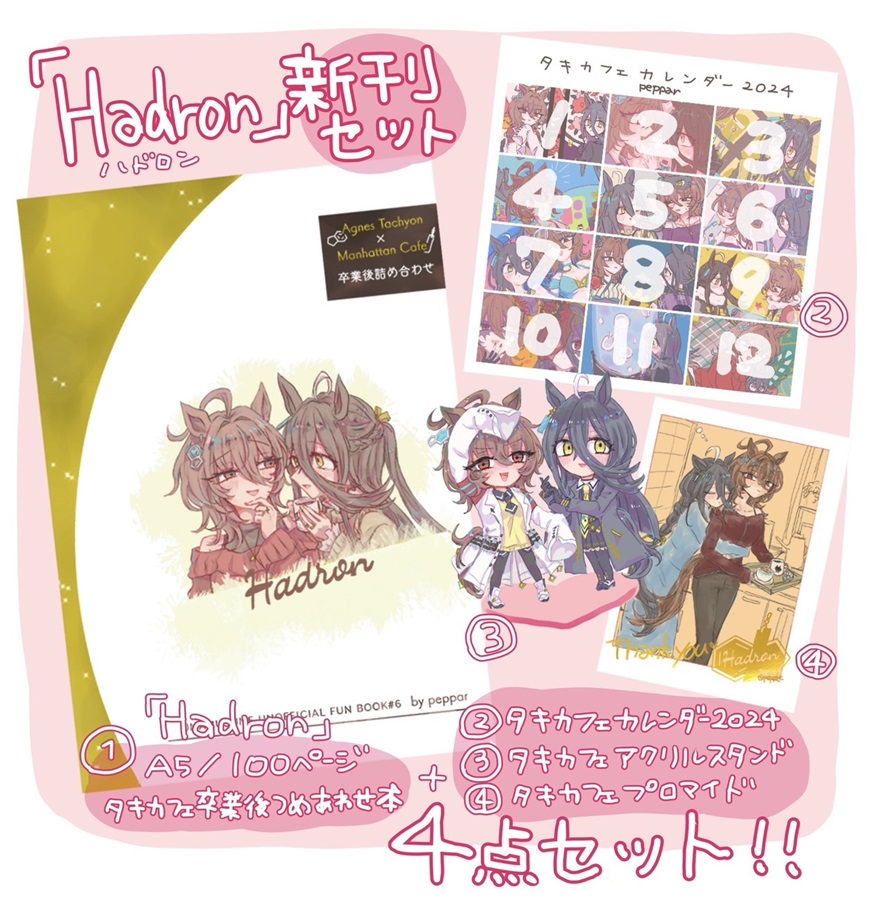 「Hadron」新刊
セット
ハドロン
タキカフェ カレンダー 2024
peppar
1 2 3
4 5 6
7 8 9
10 11 12
②
Agnes Tachyon
×
Manhattan Cafe
卒業後詰め合わせ
Hadron
UNOFFICIAL FUN BOOK#6 by peppar
③
Thank you
Hadron
④
①「Hadron」
A5/100ページ
タキカフェ卒業後つめあわせ本
+
②タキカフェカレンダー2024
③タキカフェアクリルスタンド
④タキカフェブロマイド
4点セット!!